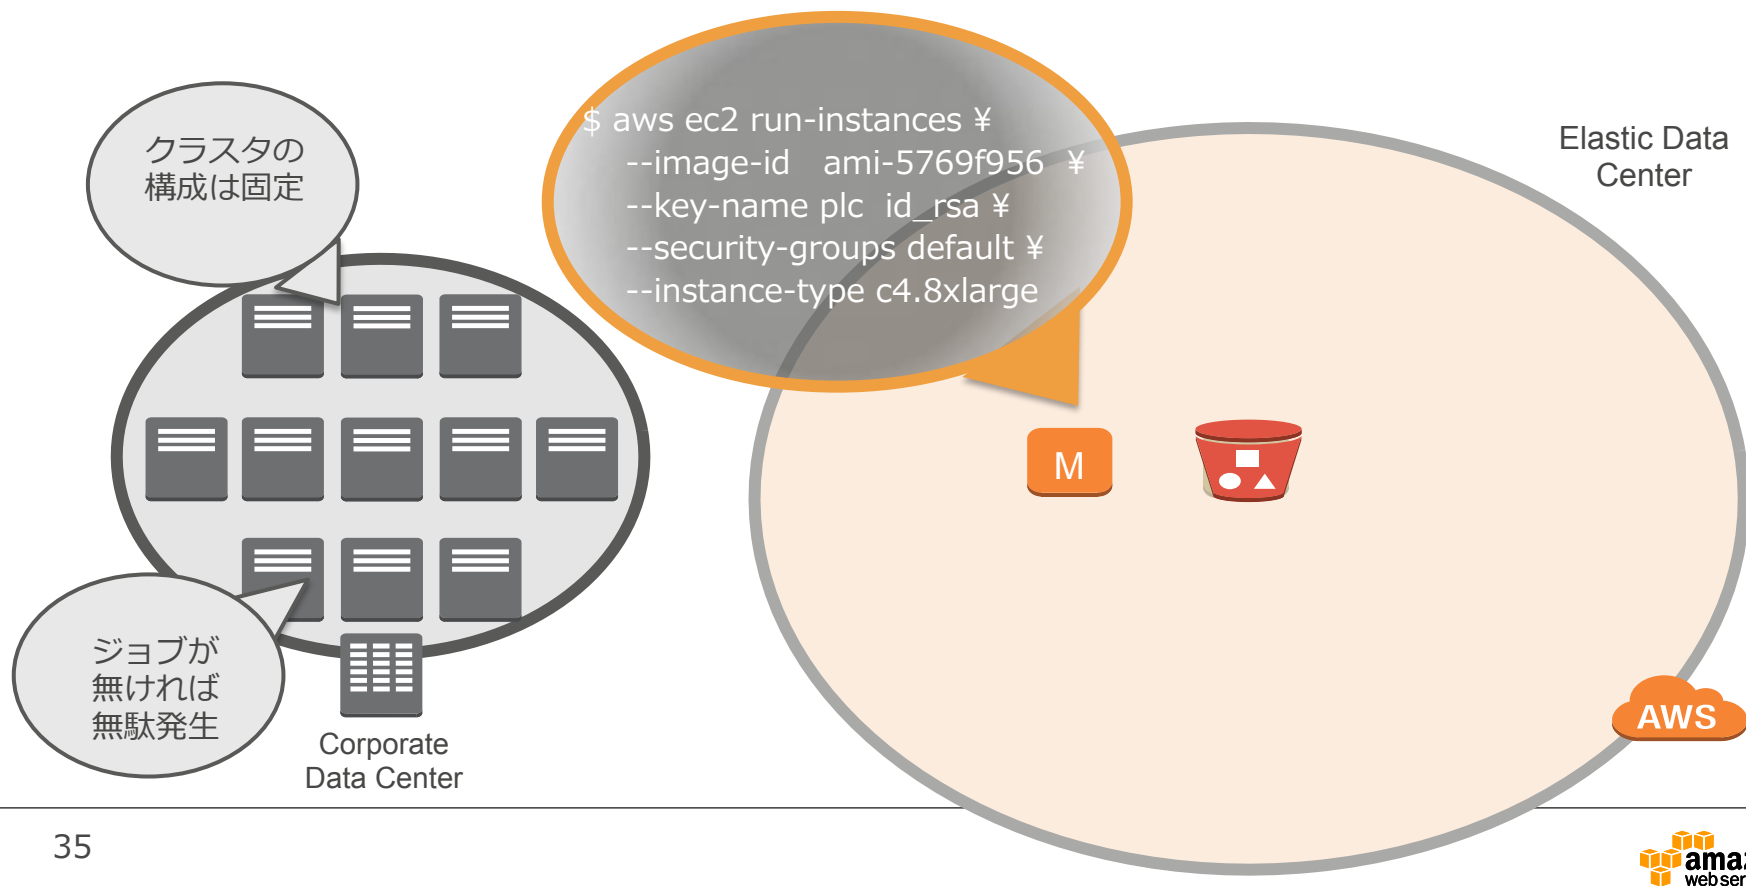 クラスタの
構成は固定
$ aws ec2 run-instances ¥
--image-id ami-5769f956 ¥
--key-name plc id_rsa ¥
--security-groups default ¥
--instance-type c4.8xlarge
Elastic Data
Center
M
ジョブが
無ければ
無駄発生
Corporate
Data Center
AWS
35